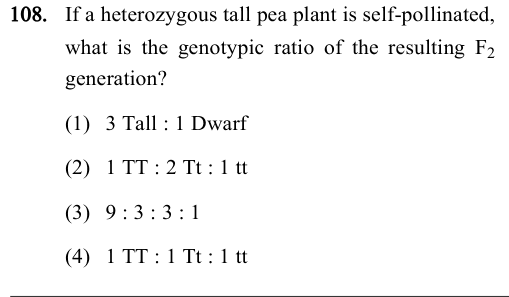 108. If a heterozygous tall pea plant is self-pollinated,
what is the genotypic ratio of the resulting F₂
generation?
(1) 3 Tall : 1 Dwarf
(2) 1 TT : 2 Tt : 1 tt
(3) 9 : 3 : 3 : 1
(4) 1 TT : 1 Tt : 1 tt